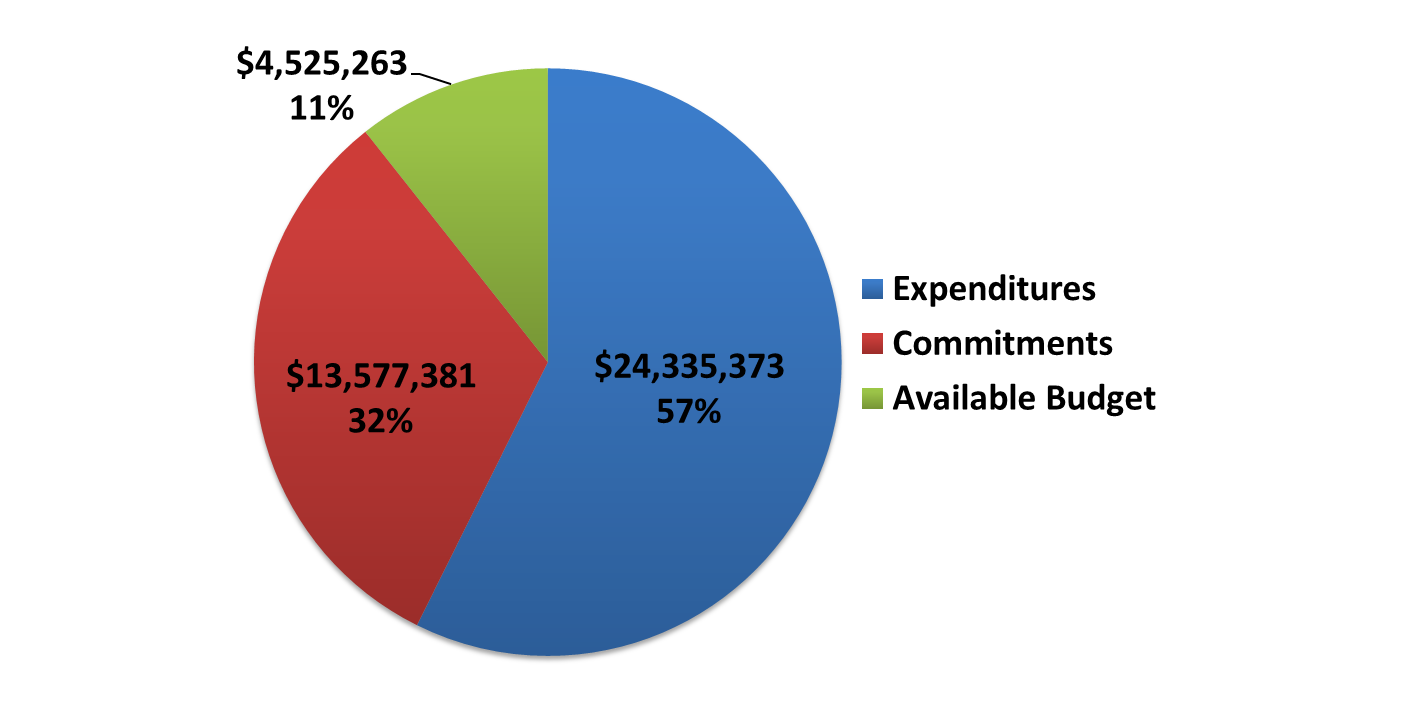 $4,525,263
11%
$13,577,381
32%
$24,335,373
57%
Expenditures
Commitments
Available Budget